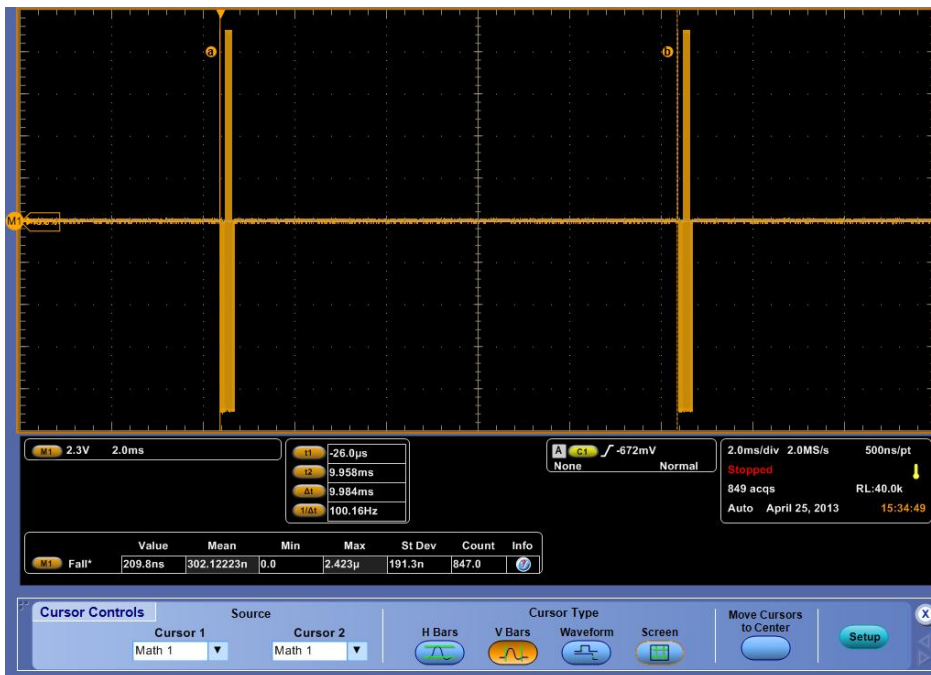 a
b
M1
M1 2.3V 2.0ms
t1 -26.0µs
t2 9.958ms
Δt 9.984ms
1/Δt 100.16Hz
A C1 -672mV
None Normal
2.0ms/div 2.0MS/s 500ns/pt
Stopped
849 acqs RL:40.0k
Auto April 25, 2013 15:34:49
Value Mean Min Max St Dev Count Info
M1 Fall* 209.8ns 302.12223n 0.0 2.423µ 191.3n 847.0
Cursor Controls Source Cursor Type X
Cursor 1 Cursor 2 H Bars V Bars Waveform Screen Move Cursors
to Center
Math 1 Math 1 Setup